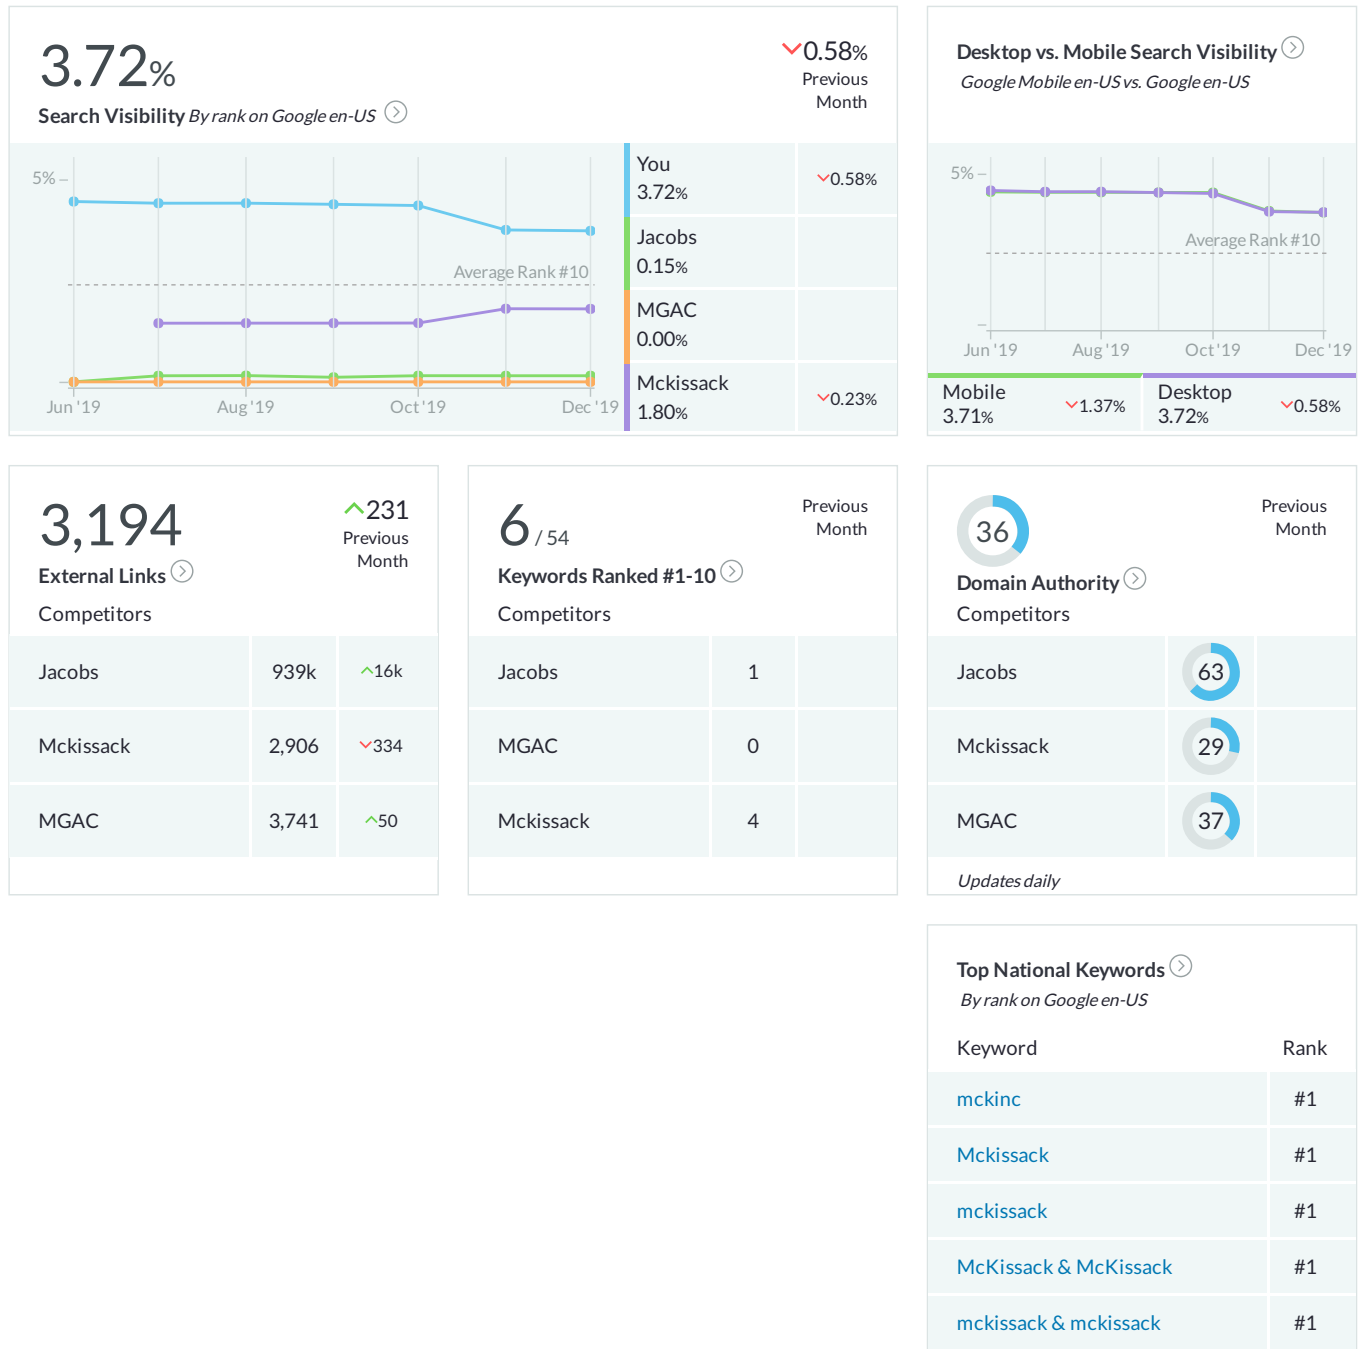 3.72%
0.58%
Previous
Month
Search Visibility By rank on Google en-US
5%
Average Rank #10
Jun '19
Aug '19
Oct '19
Dec '19
You
3.72%
0.58%
Jacobs
0.15%
MGAC
0.00%
Mckissack
1.80%
0.23%
Desktop vs. Mobile Search Visibility
Google Mobile en-US vs. Google en-US
5%
Average Rank #10
Jun '19
Aug '19
Oct '19
Dec '19
Mobile
3.71%
1.37%
Desktop
3.72%
0.58%
3,194
231
Previous
Month
External Links
Competitors
Jacobs 939k 16k
Mckissack 2,906 334
MGAC 3,741 50
6 / 54
Previous
Month
Keywords Ranked #1-10
Competitors
Jacobs 1
MGAC 0
Mckissack 4
36
Previous
Month
Domain Authority
Competitors
Jacobs 63
Mckissack 29
MGAC 37
Updates daily
Top National Keywords
By rank on Google en-US
Keyword Rank
mckinc #1
Mckissack #1
mckissack #1
McKissack & McKissack #1
mckissack & mckissack #1